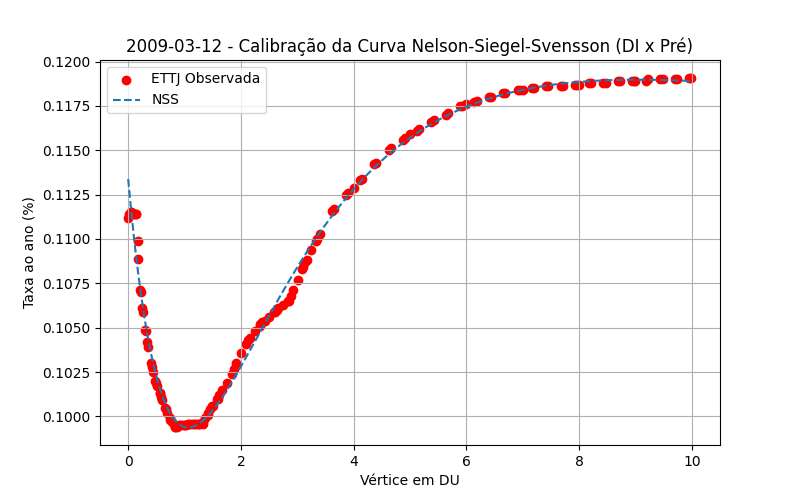 2009-03-12 - Calibração da Curva Nelson-Siegel-Svensson (DI x Pré)
ETTJ Observada
NSS
Taxa ao ano (%)
0.1200
0.1175
0.1150
0.1125
0.1100
0.1075
0.1050
0.1025
0.1000
0 2 4 6 8 10
Vértice em DU